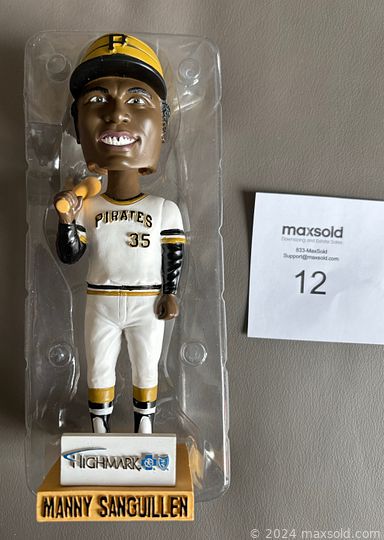 P
PIRATES
35
HIGHMARK
MANNY SANGUILLEN
maxsold
Downsizing and Estate Sales
833-MaxSold
Support@maxsold.com
12
© 2024 maxsold.com